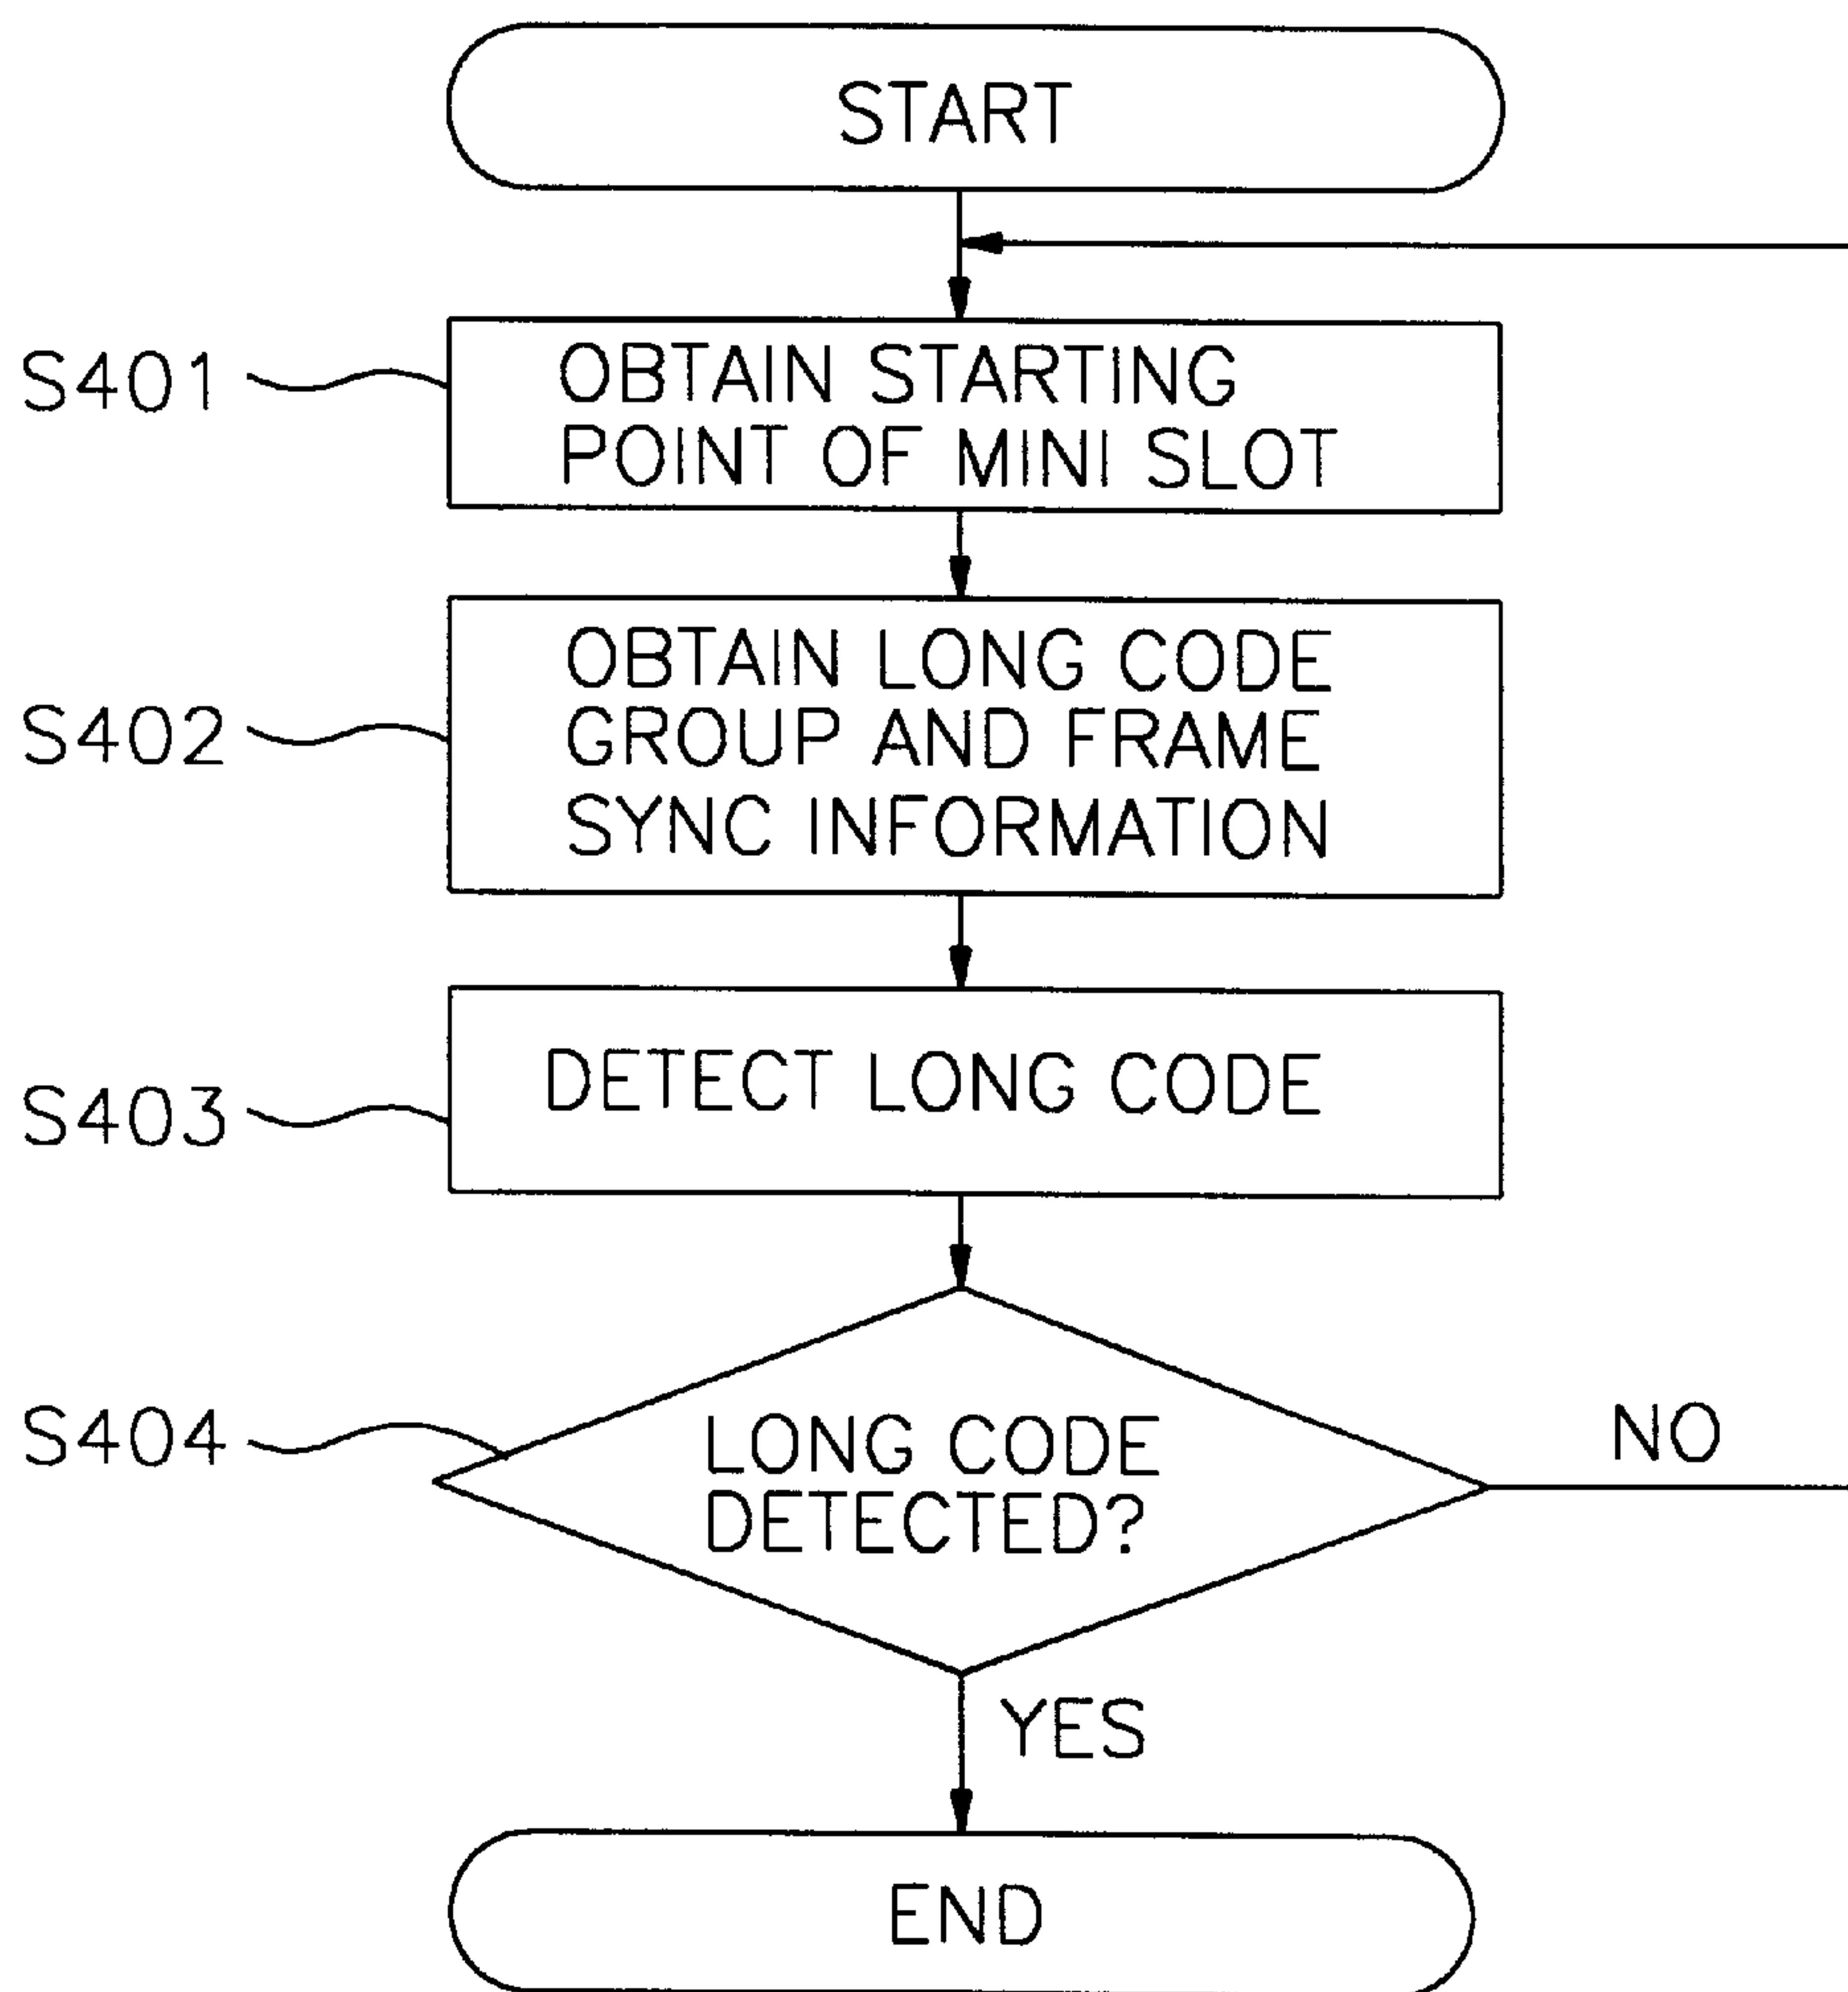 START
S401
OBTAIN STARTING
POINT OF MINI SLOT
S402
OBTAIN LONG CODE
GROUP AND FRAME
SYNC INFORMATION
S403
DETECT LONG CODE
S404
LONG CODE
DETECTED?
NO
YES
END